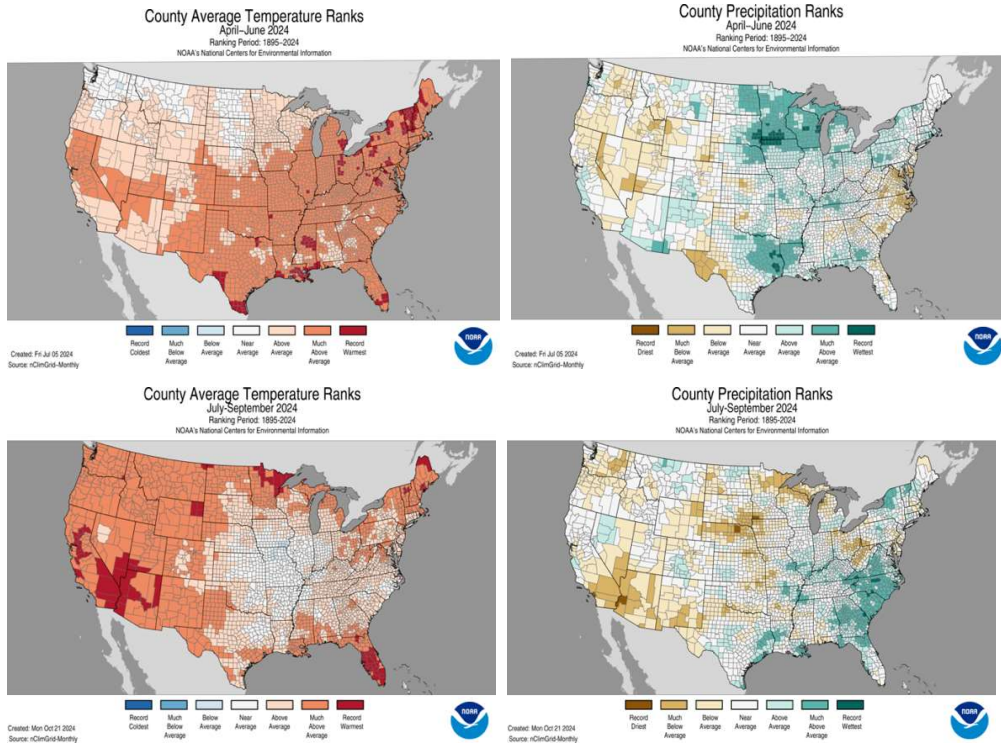 County Average Temperature Ranks
April–June 2024
Ranking Period: 1895–2024
NOAA's National Centers for Environmental Information
Record Coldest
Much Below Average
Below Average
Near Average
Above Average
Much Above Average
Record Warmest
Created: Fri Jul 05 2024
Source: nClimGrid–Monthly
NOAA
County Precipitation Ranks
April–June 2024
Ranking Period: 1895–2024
NOAA's National Centers for Environmental Information
Record Driest
Much Below Average
Below Average
Near Average
Above Average
Much Above Average
Record Wettest
Created: Fri Jul 05 2024
Source: nClimGrid–Monthly
NOAA
County Average Temperature Ranks
July-September 2024
Ranking Period: 1895-2024
NOAA's National Centers for Environmental Information
Record Coldest
Much Below Average
Below Average
Near Average
Above Average
Much Above Average
Record Warmest
Created: Mon Oct 21 2024
Source: nClimGrid-Monthly
NOAA
County Precipitation Ranks
July-September 2024
Ranking Period: 1895-2024
NOAA's National Centers for Environmental Information
Record Driest
Much Below Average
Below Average
Near Average
Above Average
Much Above Average
Record Wettest
Created: Mon Oct 21 2024
Source: nClimGrid-Monthly
NOAA